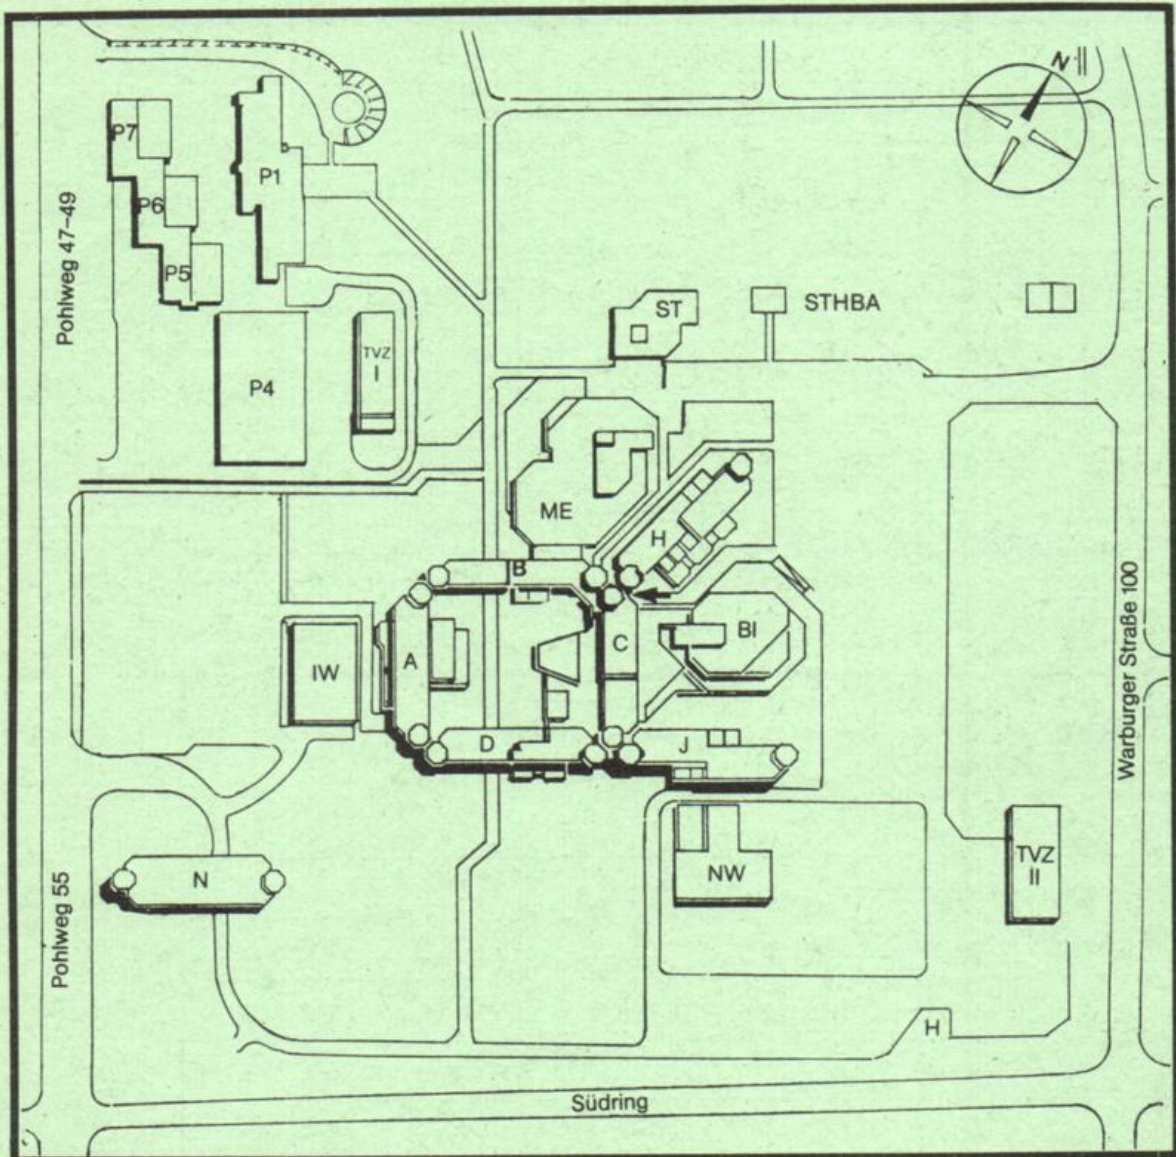 N
P7
P1
P6
Pohlweg 47–49
P5
ST
STHBA
TVZ
I
P4
ME
H
B
BI
C
A
IW
Warburger Straße 100
D
J
N
NW
TVZ
II
Pohlweg 55
H
Südring